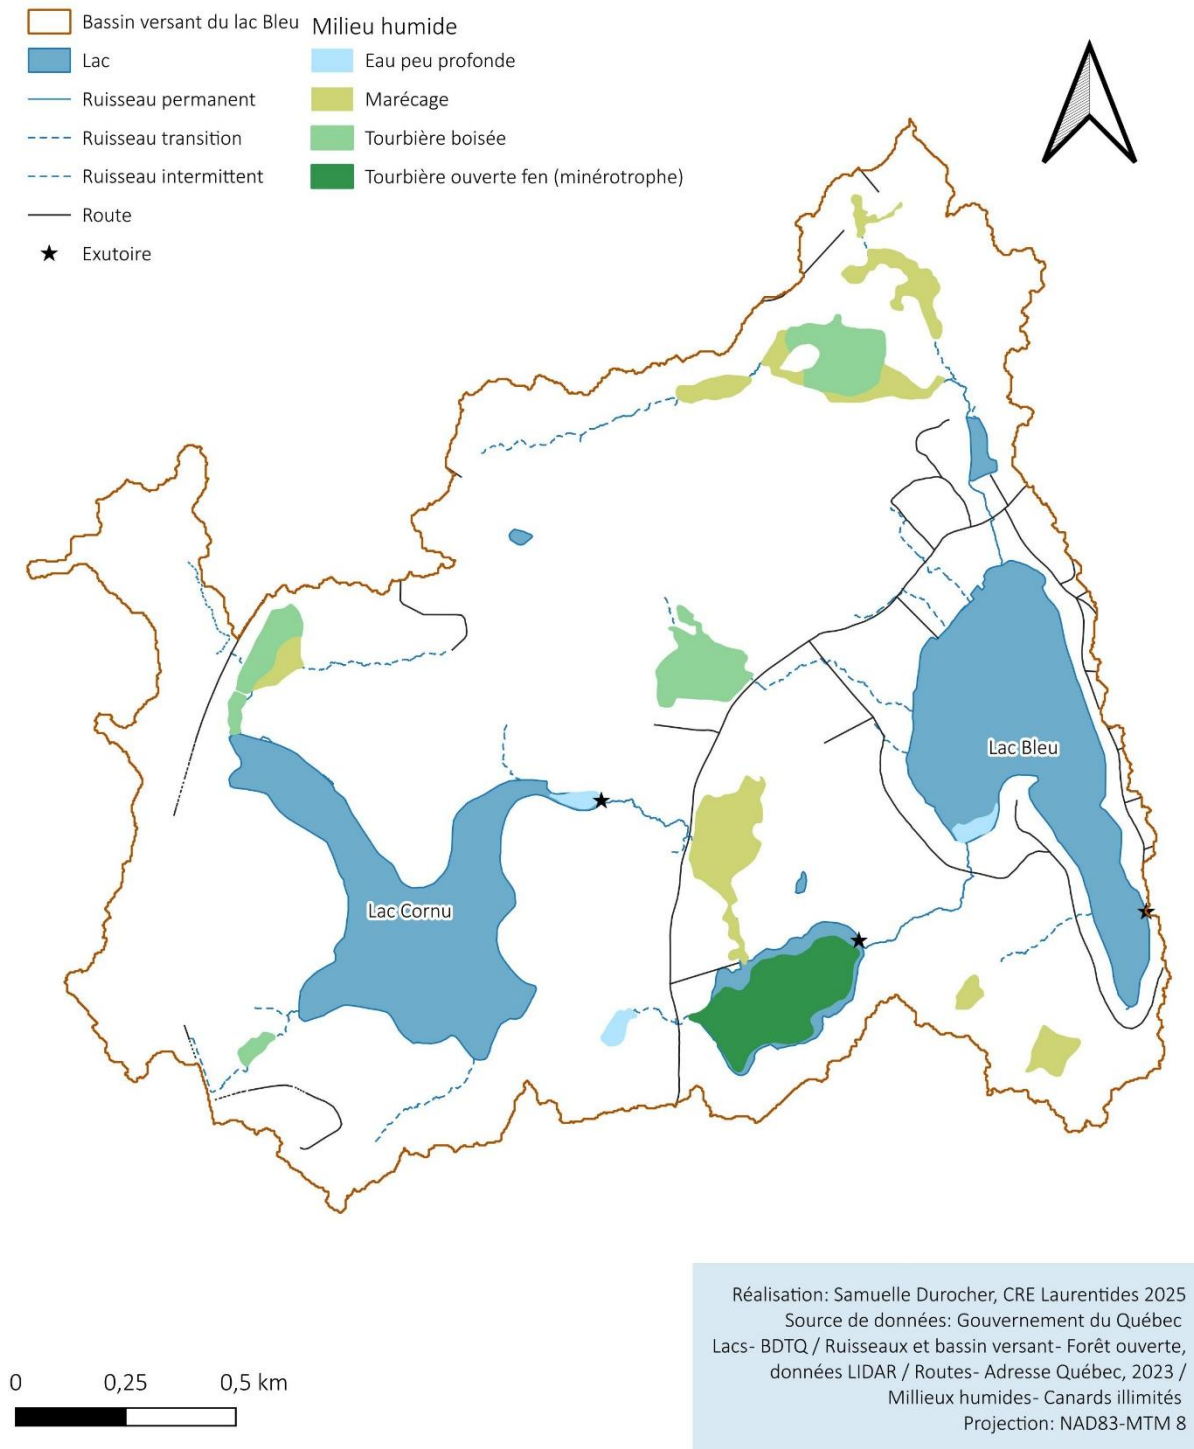 Bassin versant du lac Bleu
Lac
Ruisseau permanent
Ruisseau transition
Ruisseau intermittent
Route
Exutoire
Milieu humide
Eau peu profonde
Marécage
Tourbière boisée
Tourbière ouverte fen (minérotrophe)
Lac Bleu
Lac Cornu
Réalisation: Samuelle Durocher, CRE Laurentides 2025
Source de données: Gouvernement du Québec
Lacs- BDTQ / Ruisseaux et bassin versant- Forêt ouverte,
données LIDAR / Routes- Adresse Québec, 2023 /
Millieux humides- Canards illimités
Projection: NAD83-MTM 8
0 0,25 0,5 km